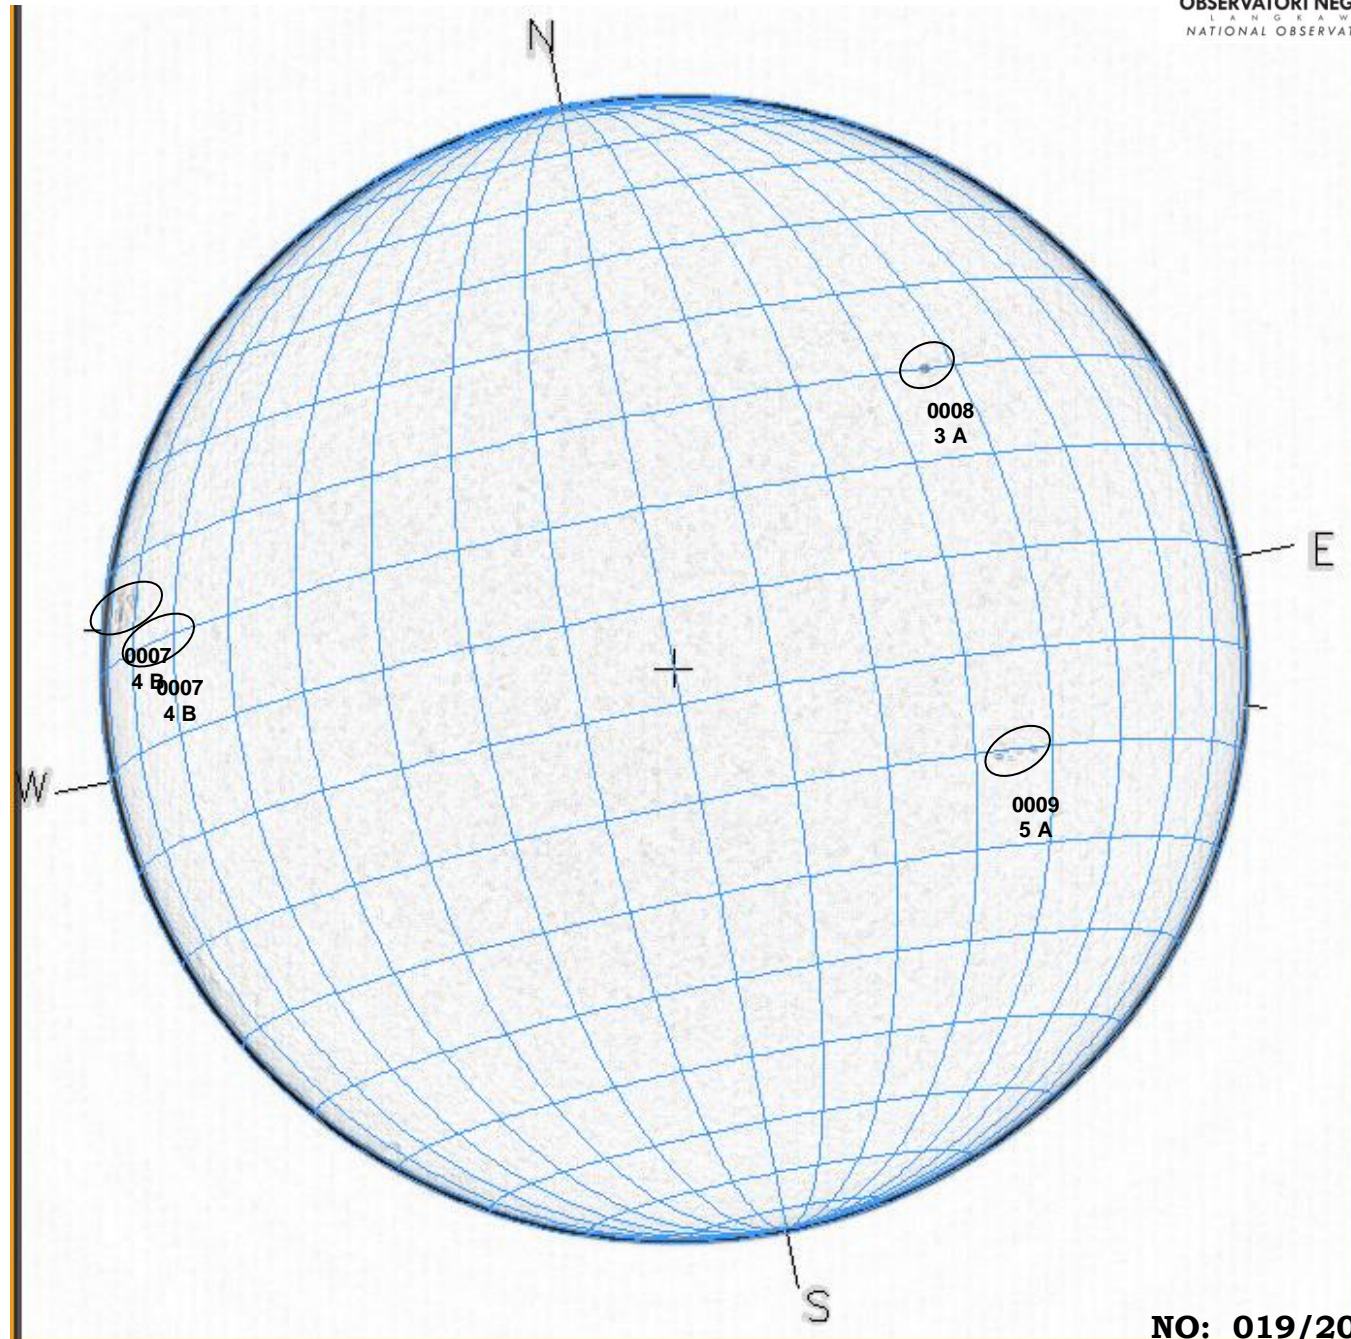 OBSERVATORI NEG
L A N G K A W
NATIONAL OBSERVAT
N
0008
3 A
E
0007
4 B
0007
4 B
W
0009
5 A
S
NO: 019/20